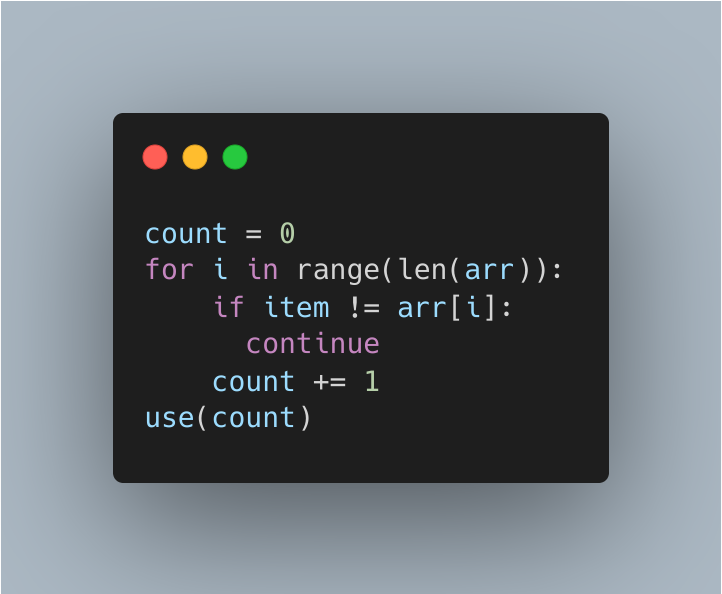 count = 0
for i in range(len(arr)):
    if item != arr[i]:
      continue
    count += 1
use(count)